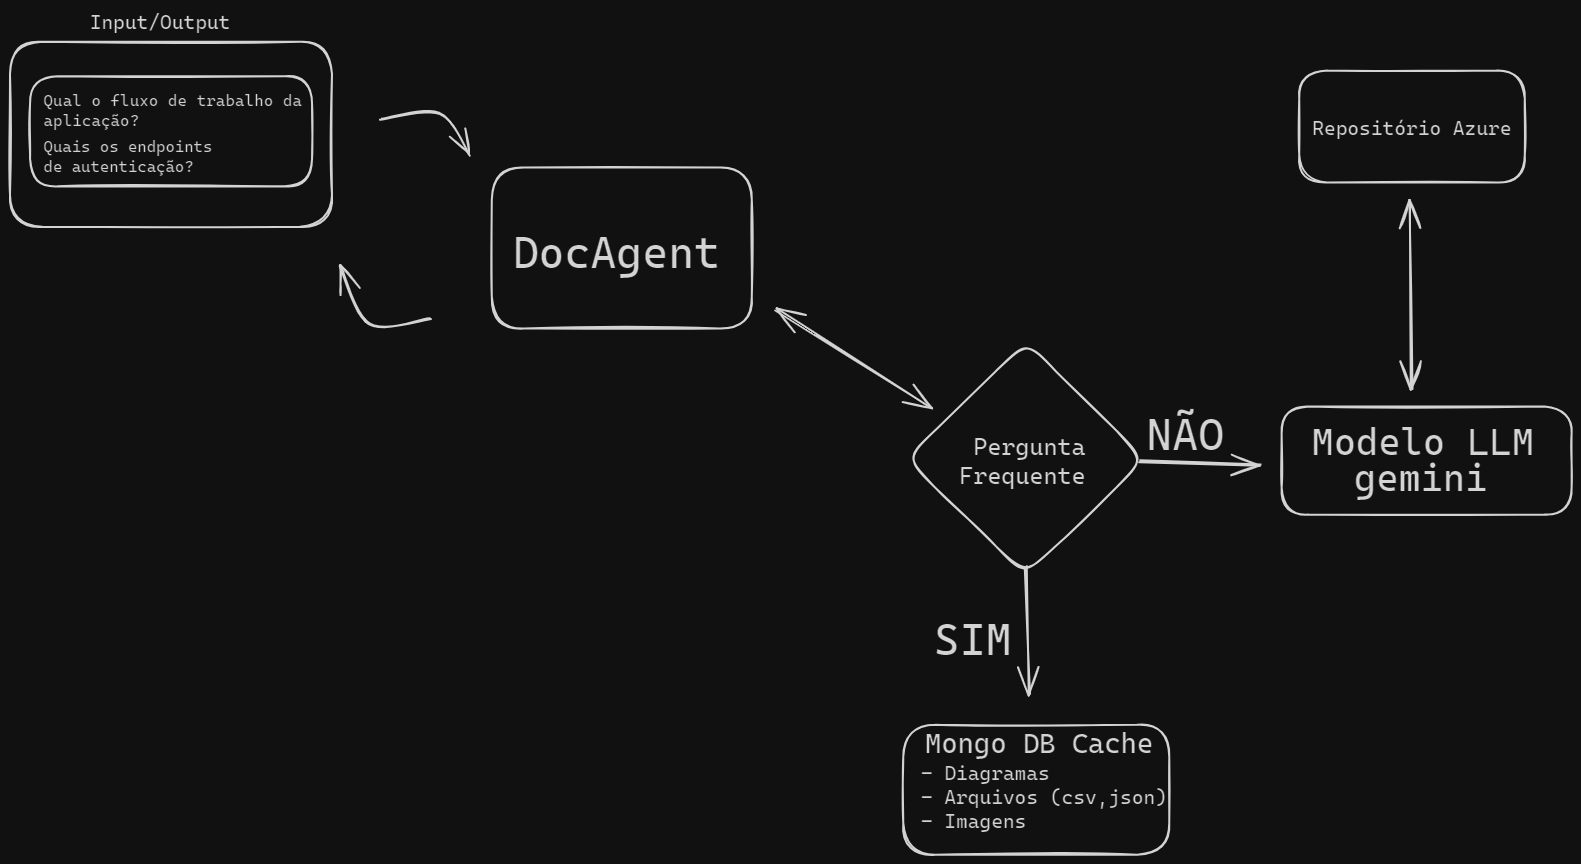 Input/Output
Qual o fluxo de trabalho da
aplicação?
Quais os endpoints
de autenticação?
DocAgent
Repositório Azure
Pergunta
Frequente
NÃO
Modelo LLM
gemini
SIM
Mongo DB Cache
- Diagramas
- Arquivos (csv,json)
- Imagens